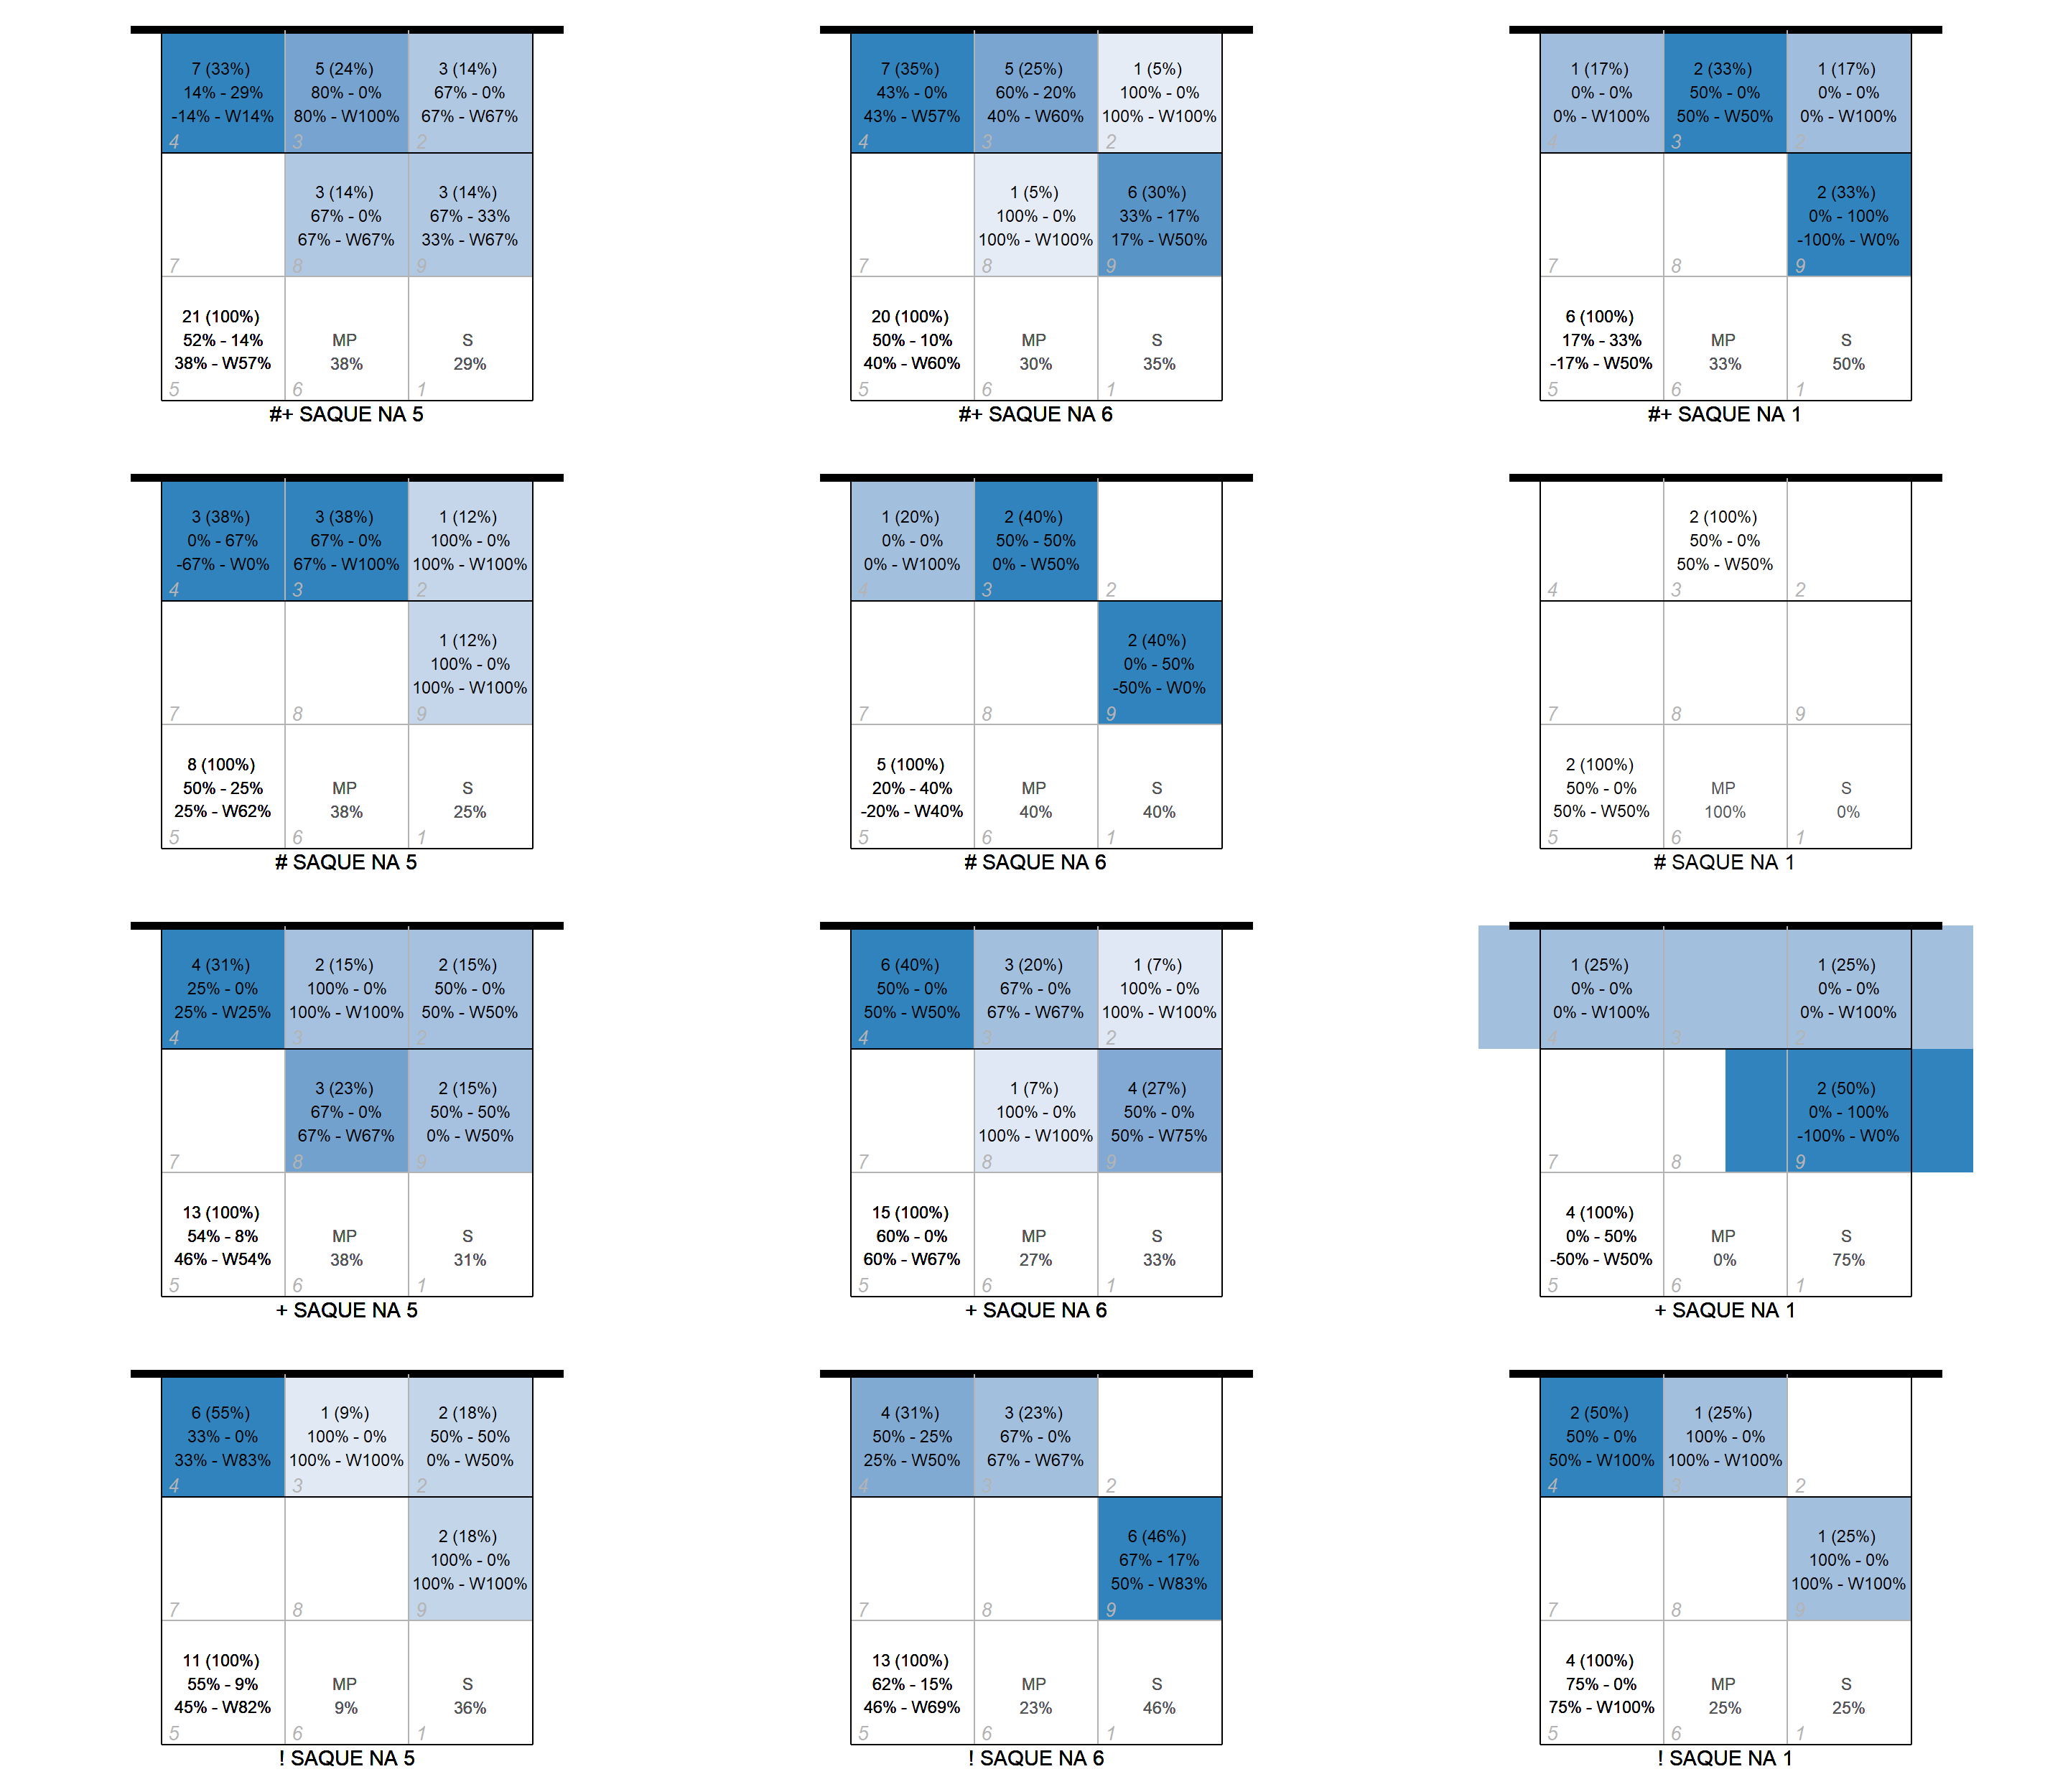 7 (33%)
14% - 29%
-14% - W14%
4
5 (24%)
80% - 0%
80% - W100%
3
3 (14%)
67% - 0%
67% - W67%
2
7
3 (14%)
67% - 0%
67% - W67%
8
3 (14%)
67% - 33%
33% - W67%
9
21 (100%)
52% - 14%
38% - W57%
5
MP
38%
6
S
29%
1
#+ SAQUE NA 5
7 (35%)
43% - 0%
43% - W57%
4
5 (25%)
60% - 20%
40% - W60%
3
1 (5%)
100% - 0%
100% - W100%
2
7
1 (5%)
100% - 0%
100% - W100%
8
6 (30%)
33% - 17%
17% - W50%
9
20 (100%)
50% - 10%
40% - W60%
5
MP
30%
6
S
35%
1
#+ SAQUE NA 6
1 (17%)
0% - 0%
0% - W100%
4
2 (33%)
50% - 0%
50% - W50%
3
1 (17%)
0% - 0%
0% - W100%
2
7
8
2 (33%)
0% - 100%
-100% - W0%
9
6 (100%)
17% - 33%
-17% - W50%
5
MP
33%
6
S
50%
1
#+ SAQUE NA 1
3 (38%)
0% - 67%
-67% - W0%
4
3 (38%)
67% - 0%
67% - W100%
3
1 (12%)
100% - 0%
100% - W100%
2
7
8
1 (12%)
100% - 0%
100% - W100%
9
8 (100%)
50% - 25%
25% - W62%
5
MP
38%
6
S
25%
1
# SAQUE NA 5
1 (20%)
0% - 0%
0% - W100%
4
2 (40%)
50% - 50%
0% - W50%
3
2
7
8
2 (40%)
0% - 50%
-50% - W0%
9
5 (100%)
20% - 40%
-20% - W40%
5
MP
40%
6
S
40%
1
# SAQUE NA 6
4
2 (100%)
50% - 0%
50% - W50%
3
2
7
8
9
2 (100%)
50% - 0%
50% - W50%
5
MP
100%
6
S
0%
1
# SAQUE NA 1
4 (31%)
25% - 0%
25% - W25%
4
2 (15%)
100% - 0%
100% - W100%
3
2 (15%)
50% - 0%
50% - W50%
2
7
3 (23%)
67% - 0%
67% - W67%
8
2 (15%)
50% - 50%
0% - W50%
9
13 (100%)
54% - 8%
46% - W54%
5
MP
38%
6
S
31%
1
+ SAQUE NA 5
6 (40%)
50% - 0%
50% - W50%
4
3 (20%)
67% - 0%
67% - W67%
3
1 (7%)
100% - 0%
100% - W100%
2
7
1 (7%)
100% - 0%
100% - W100%
8
4 (27%)
50% - 0%
50% - W75%
9
15 (100%)
60% - 0%
60% - W67%
5
MP
27%
6
S
33%
1
+ SAQUE NA 6
1 (25%)
0% - 0%
0% - W100%
4
3
1 (25%)
0% - 0%
0% - W100%
2
7
8
2 (50%)
0% - 100%
-100% - W0%
9
4 (100%)
0% - 50%
-50% - W50%
5
MP
0%
6
S
75%
1
+ SAQUE NA 1
6 (55%)
33% - 0%
33% - W83%
4
1 (9%)
100% - 0%
100% - W100%
3
2 (18%)
50% - 50%
0% - W50%
2
7
8
2 (18%)
100% - 0%
100% - W100%
9
11 (100%)
55% - 9%
45% - W82%
5
MP
9%
6
S
36%
1
! SAQUE NA 5
4 (31%)
50% - 25%
25% - W50%
4
3 (23%)
67% - 0%
67% - W67%
3
2
7
8
6 (46%)
67% - 17%
50% - W83%
9
13 (100%)
62% - 15%
46% - W69%
5
MP
23%
6
S
46%
1
! SAQUE NA 6
2 (50%)
50% - 0%
50% - W100%
4
1 (25%)
100% - 0%
100% - W100%
3
2
7
8
1 (25%)
100% - 0%
100% - W100%
9
4 (100%)
75% - 0%
75% - W100%
5
MP
25%
6
S
25%
1
! SAQUE NA 1